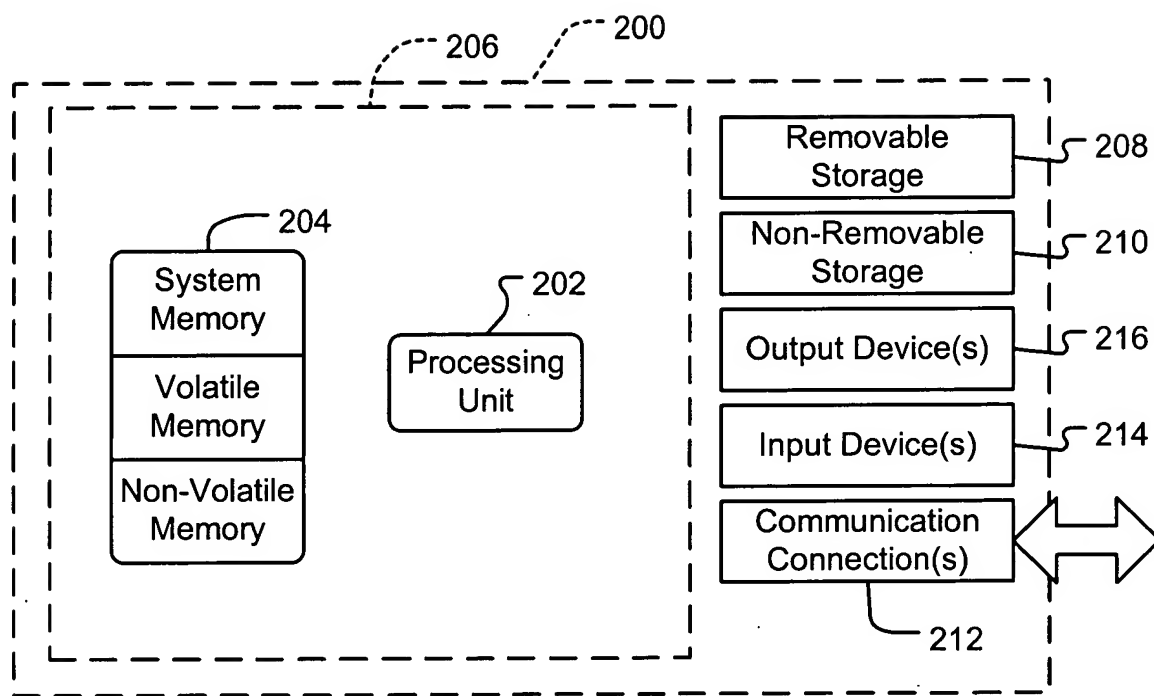 200
206
Removable
Storage
208
204
Non-Removable
Storage
210
System
Memory
202
Processing
Unit
Output Device(s)
216
Volatile
Memory
Input Device(s)
214
Non-Volatile
Memory
Communication
Connection(s)
212